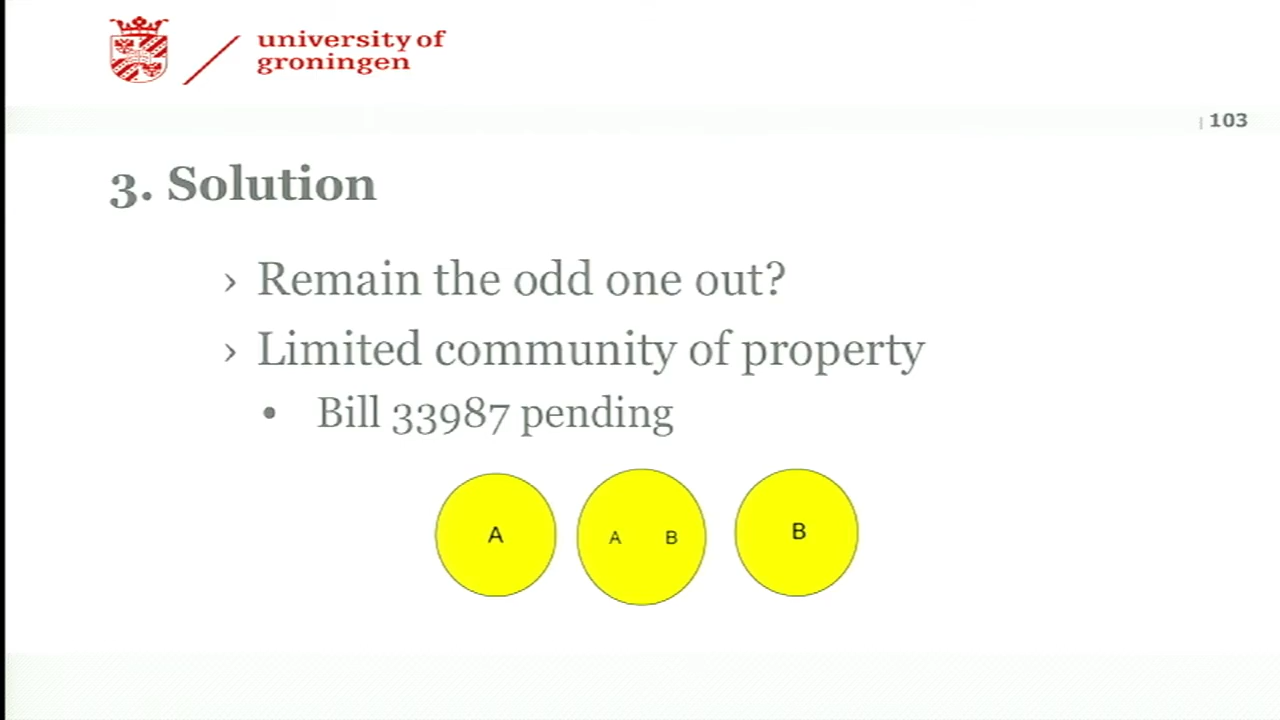 university of
groningen
103
3. Solution
› Remain the odd one out?
› Limited community of property
• Bill 33987 pending
A
A B
B